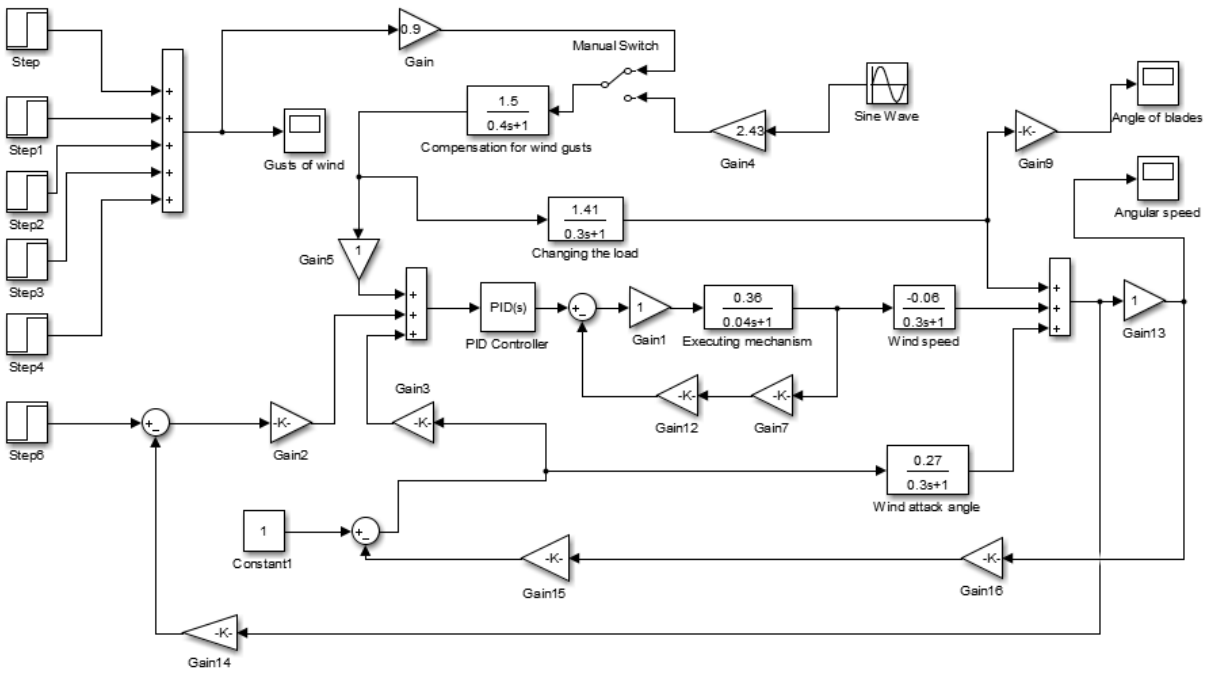 Step
Step1
Step2
Step3
Step4
Step6
+
+
+
+
+
Gusts of wind
0.9
Gain
Manual Switch
1.5
0.4s+1
Compensation for wind gusts
2.43
Gain4
Sine Wave
-K-
Gain9
Angle of blades
Angular speed
1
Gain5
1.41
0.3s+1
Changing the load
+
+
+
PID(s)
PID Controller
+
_
1
Gain1
0.36
0.04s+1
Executing mechanism
-0.06
0.3s+1
Wind speed
+
+
+
1
Gain13
-K-
Gain12
-K-
Gain7
Gain3
-K-
+
_
-K-
Gain2
0.27
0.3s+1
Wind attack angle
1
Constant1
+
_
-K-
Gain15
-K-
Gain16
-K-
Gain14